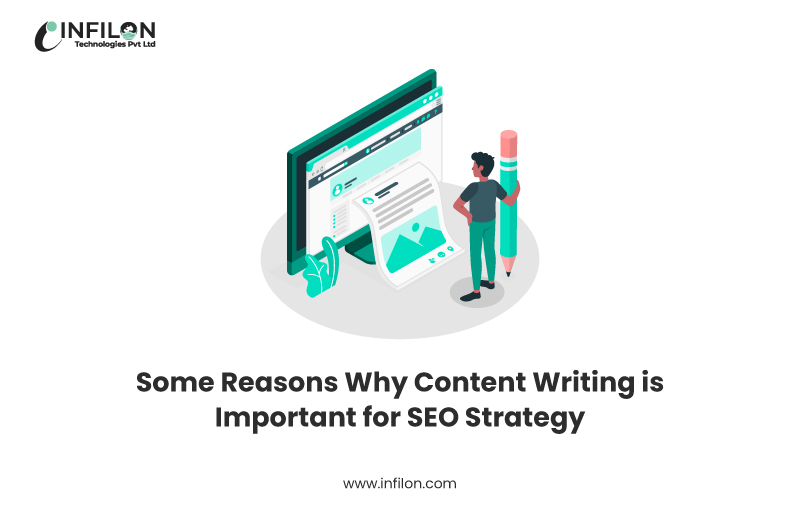 INFILON
Technologies Pvt Ltd
Some Reasons Why Content Writing is
Important for SEO Strategy
www.infilon.com